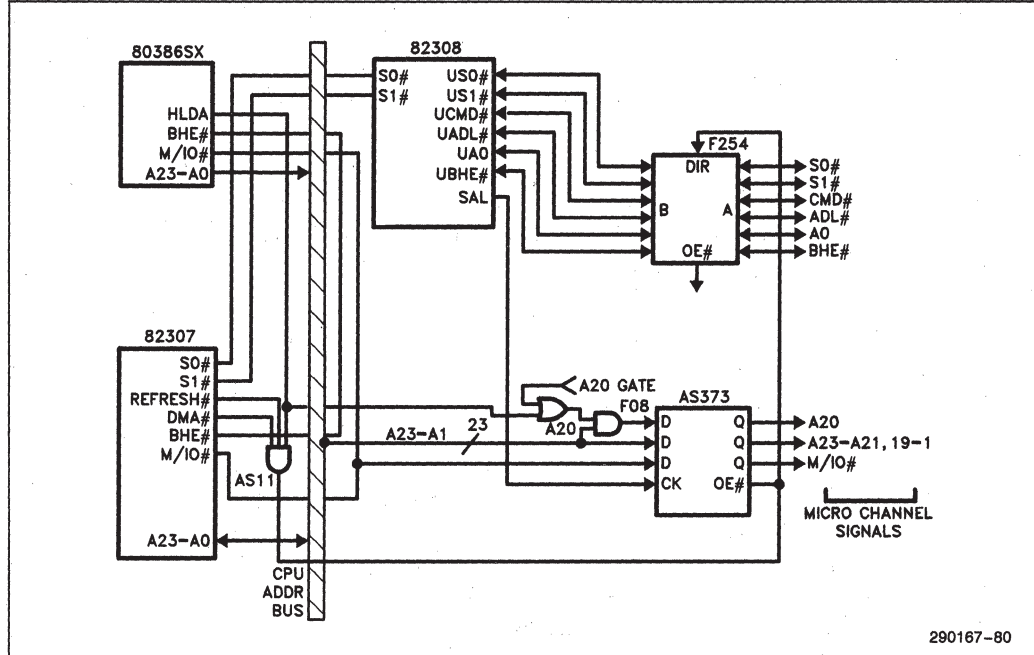 80386SX
HLDA
BHE#
M/IO#
A23-A0
82308
S0#
S1#
US0#
US1#
UCMD#
UADL#
UA0
UBHE#
SAL
F254
DIR
B
A
OE#
S0#
S1#
CMD#
ADL#
A0
BHE#
82307
S0#
S1#
REFRESH#
DMA#
BHE#
M/IO#
A23-A0
AS11
CPU
ADDR
BUS
A23-A1
23
A20 GATE
A20
F08
AS373
D
D
D
CK
Q
Q
Q
OE#
A20
A23-A21, 19-1
M/IO#
MICRO CHANNEL
SIGNALS
290167-80